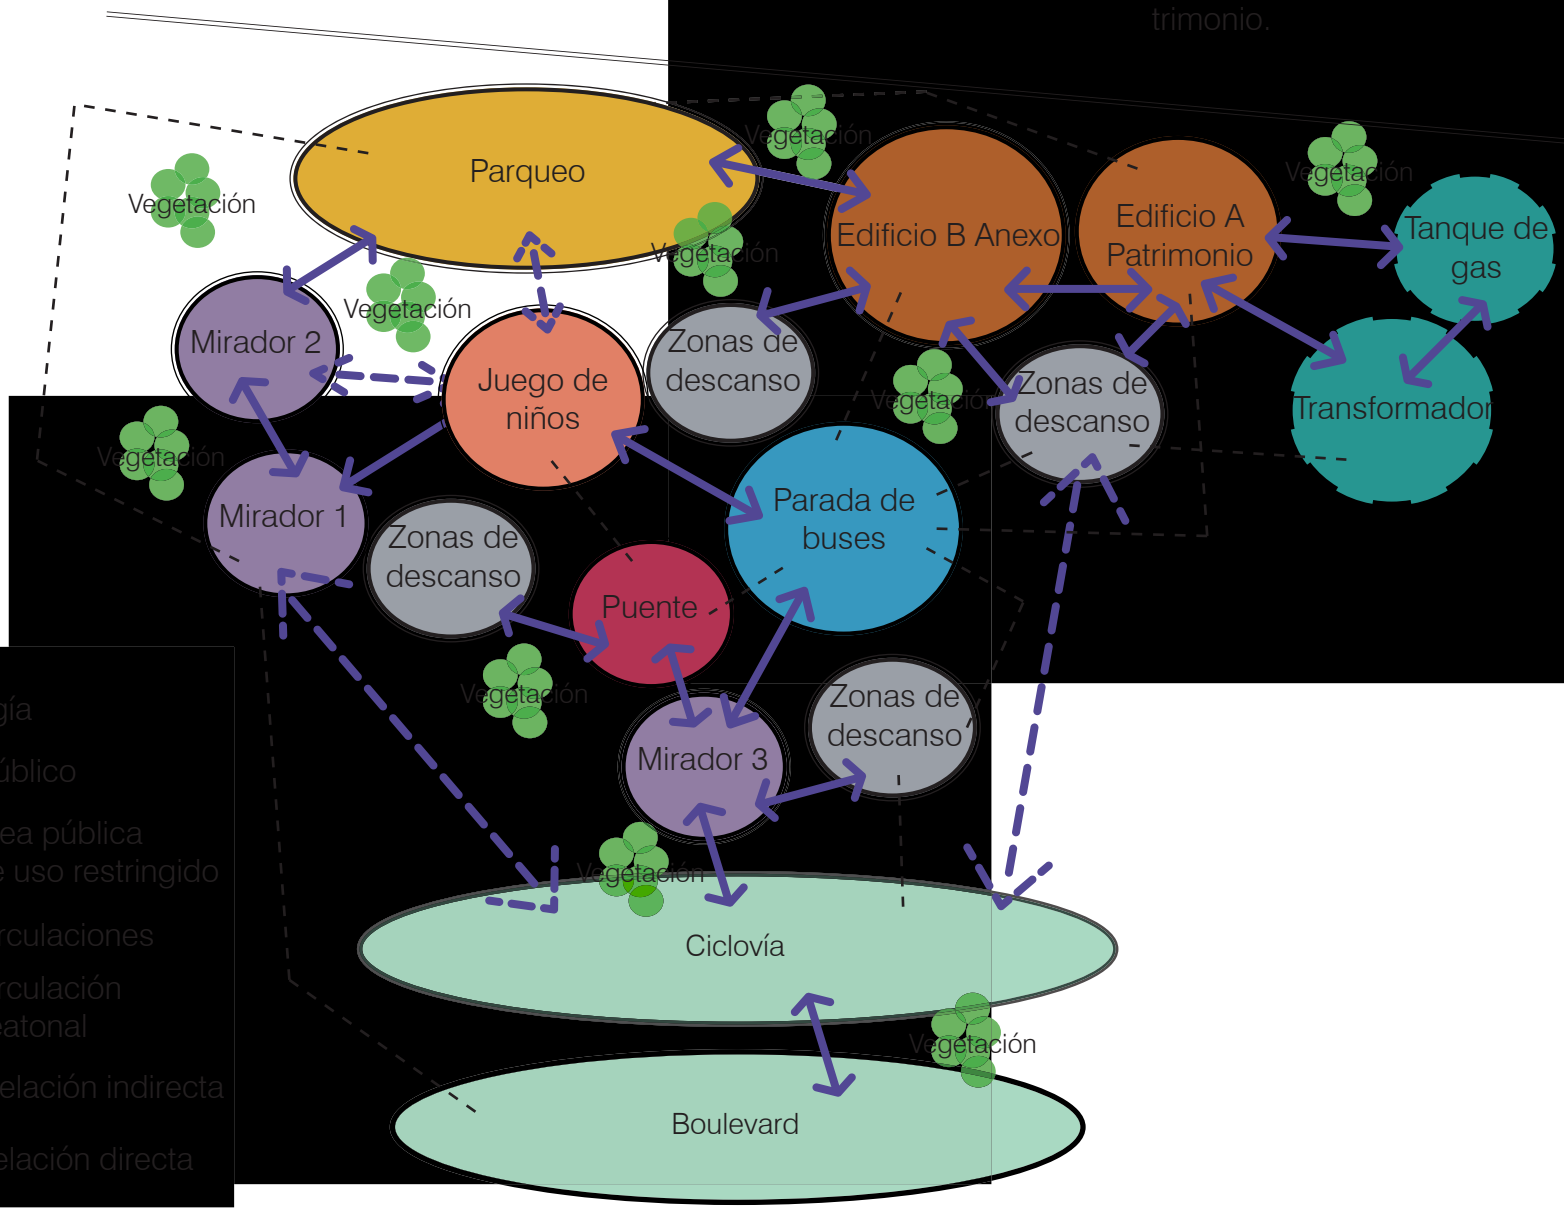 trimonio.
Vegetación
Parqueo
Vegetación
Vegetación
Edificio A
Patrimonio
Edificio B Anexo
Tanque de
gas
Vegetación
Vegetación
Mirador 2
Zonas de
descanso
Juego de
niños
Vegetación
Zonas de
descanso
Transformador
Vegetación
Mirador 1
Parada de
buses
Zonas de
descanso
Puente
Vegetación
Zonas de
descanso
Mirador 3
Vegetación
Ciclovía
Vegetación
Boulevard
gía
úblico
ea pública
e uso restringido
rculaciones
rculación
eatonal
elación indirecta
elación directa